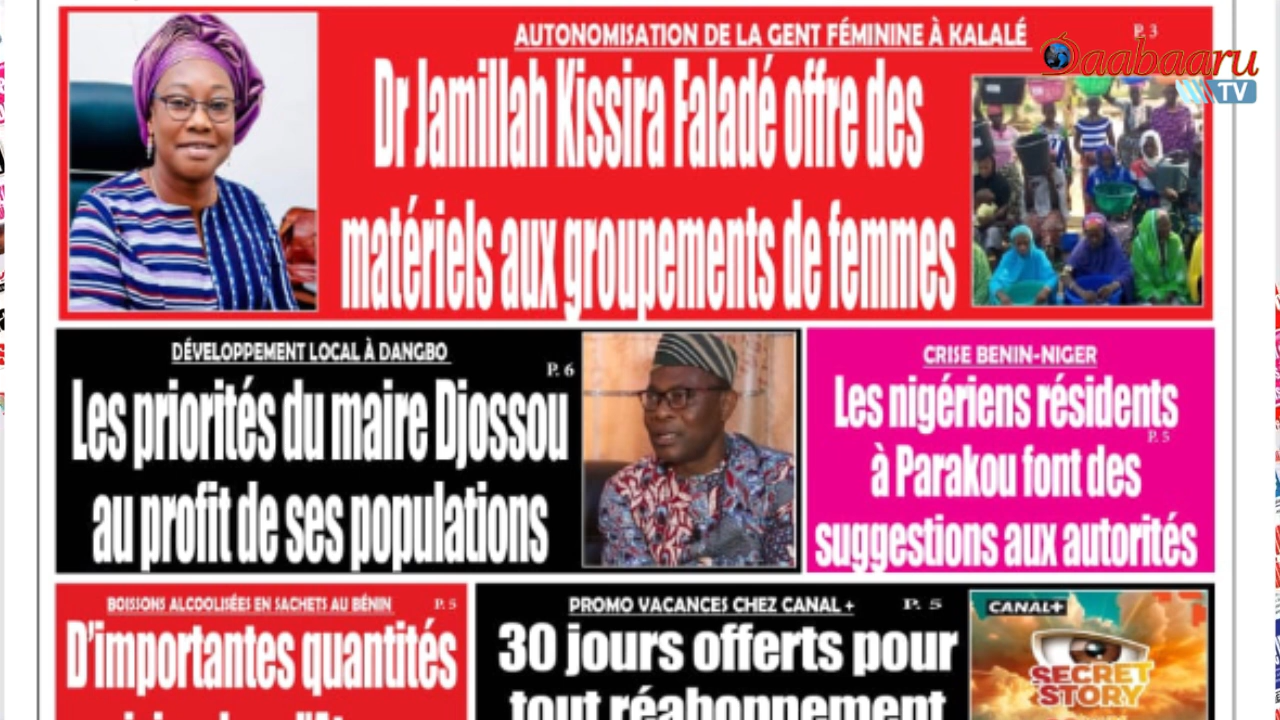 AUTONOMISATION DE LA GENT FÉMININE À KALALÉ
P. 3
Daabaaru
TV
Dr Jamillah Kissira Faladé offre des
matériels aux groupements de femmes
DÉVELOPPEMENT LOCAL À DANGBO
P. 6
Les priorités du maire Djossou
au profit de ses populations
CRISE BENIN-NIGER
Les nigériens résidents
P. 5
à Parakou font des
suggestions aux autorités
BOISSONS ALCOOLISÉES EN SACHETS AU BÉNIN
P. 5
D'importantes quantités
PROMO VACANCES CHEZ CANAL +
P. 5
30 jours offerts pour
tout réabonnement
CANAL+
SECRET
STORY